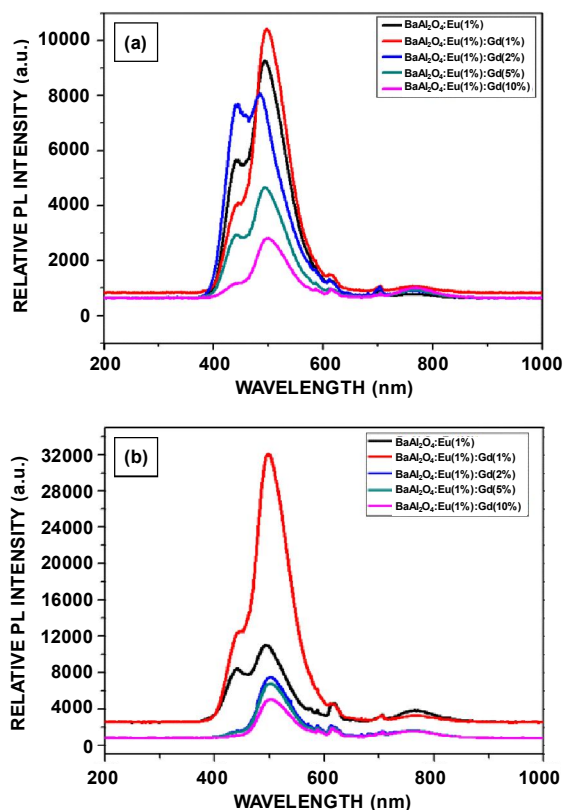 (a)
BaAl₂O₄:Eu(1%)
BaAl₂O₄:Eu(1%):Gd(1%)
BaAl₂O₄:Eu(1%):Gd(2%)
BaAl₂O₄:Eu(1%):Gd(5%)
BaAl₂O₄:Eu(1%):Gd(10%)
RELATIVE PL INTENSITY (a.u.)
10000
8000
6000
4000
2000
0
200 400 600 800 1000
WAVELENGTH (nm)
(b)
BaAl₂O₄:Eu(1%)
BaAl₂O₄:Eu(1%):Gd(1%)
BaAl₂O₄:Eu(1%):Gd(2%)
BaAl₂O₄:Eu(1%):Gd(5%)
BaAl₂O₄:Eu(1%):Gd(10%)
RELATIVE PL INTENSITY (a.u.)
32000
28000
24000
20000
16000
12000
8000
4000
0
200 400 600 800 1000
WAVELENGTH (nm)